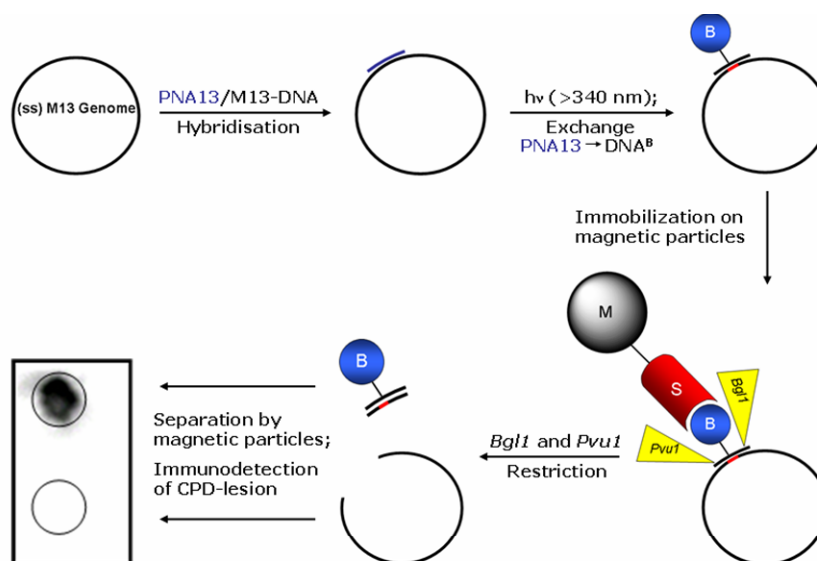 (ss) M13 Genome
PNA13/M13-DNA
Hybridisation
hν (>340 nm);
Exchange
PNA13 → DNAᴮ
B
Immobilization on
magnetic particles
M
S
B
Bgl1
Pvu1
Bgl1 and Pvu1
Restriction
B
Separation by
magnetic particles;
Immunodetection
of CPD-lesion